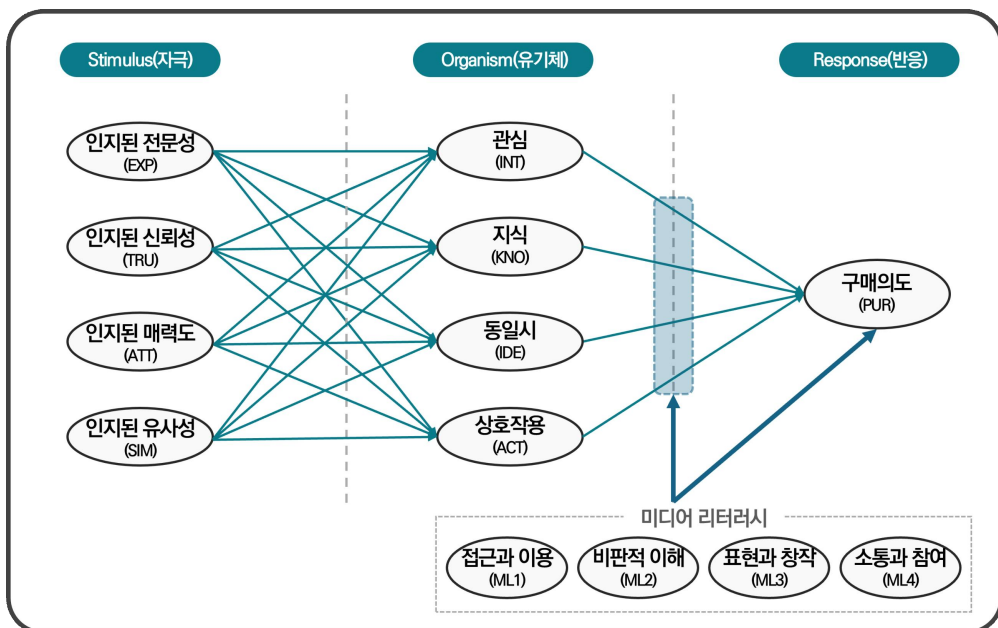 Stimulus(자극)
Organism(유기체)
Response(반응)
인지된 전문성
(EXP)
관심
(INT)
인지된 신뢰성
(TRU)
지식
(KNO)
구매의도
(PUR)
인지된 매력도
(ATT)
동일시
(IDE)
인지된 유사성
(SIM)
상호작용
(ACT)
미디어 리터러시
접근과 이용
(ML1)
비판적 이해
(ML2)
표현과 창작
(ML3)
소통과 참여
(ML4)